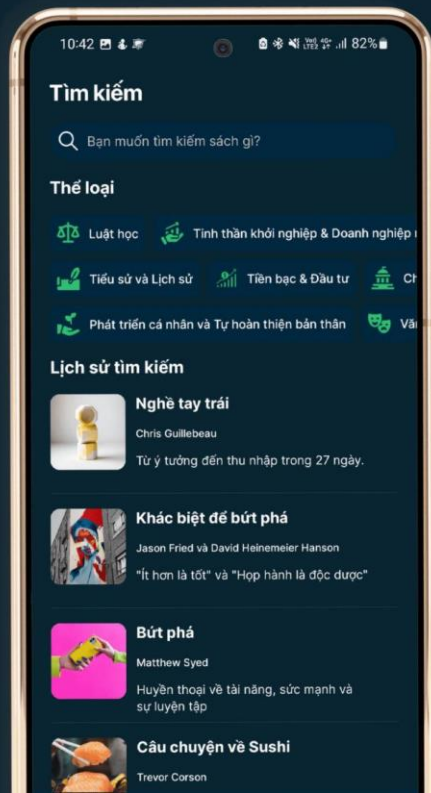 10:42 82%
Tìm kiếm
Bạn muốn tìm kiếm sách gì?
Thể loại
Luật học Tinh thần khởi nghiệp & Doanh nghiệp
Tiểu sử và Lịch sử Tiền bạc & Đầu tư
Phát triển cá nhân và Tự hoàn thiện bản thân
Lịch sử tìm kiếm
Nghề tay trái
Chris Guillebeau
Từ ý tưởng đến thu nhập trong 27 ngày.
Khác biệt để bứt phá
Jason Fried và David Heinemeier Hanson
"Ít hơn là tốt" và "Họp hành là độc dược"
Bứt phá
Matthew Syed
Huyền thoại về tài năng, sức mạnh và
sự luyện tập
Câu chuyện về Sushi
Trevor Corson